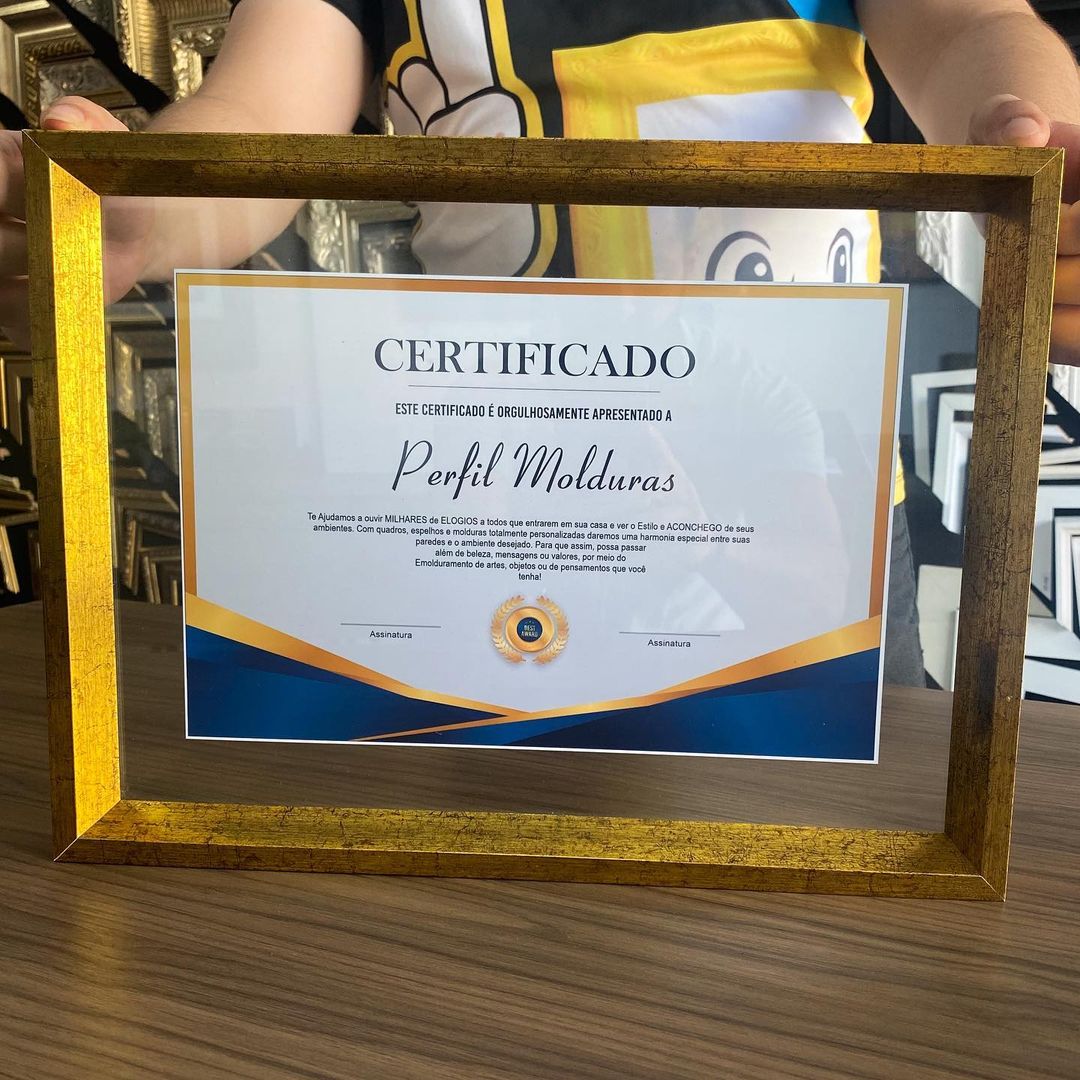 CERTIFICADO
ESTE CERTIFICADO É ORGULHOSAMENTE APRESENTADO A
Perfil Molduras
Te Ajudamos a ouvir MILHARES de ELOGIOS a todos que entrarem em sua casa e ver o Estilo e ACONCHEGO de seus
ambientes. Com quadros, espelhos e molduras totalmente personalizadas daremos uma harmonia especial entre suas
paredes e o ambiente desejado. Para que assim, possa passar
além de beleza, mensagens ou valores, por meio do
Emolduramento de artes, objetos ou de pensamentos que você
tenha!
BEST
AWARD
Assinatura
Assinatura